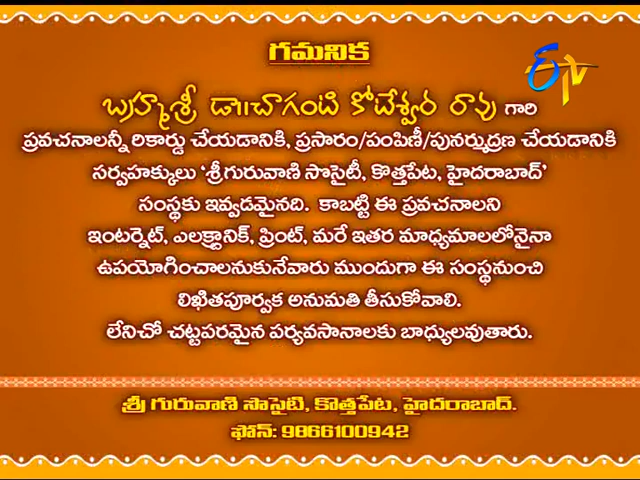 గమనిక
ETV
బ్రహ్మశ్రీ డా॥చాగంటి కోటేశ్వర రావు గారి
ప్రవచనాలన్నీ రికార్డు చేయడానికి, ప్రసారం/పంపిణీ/పునర్ముద్రణ చేయడానికి
సర్వహక్కులు ‘శ్రీగురువాణి సొసైటీ, కొత్తపేట, హైదరాబాద్’
సంస్థకు ఇవ్వడమైనది. కాబట్టి ఈ ప్రవచనాలని
ఇంటర్నెట్, ఎలక్ట్రానిక్, ప్రింట్, మరే ఇతర మాధ్యమాలలోనైనా
ఉపయోగించాలనుకునేవారు ముందుగా ఈ సంస్థనుంచి
లిఖితపూర్వక అనుమతి తీసుకోవాలి.
లేనిచో చట్టపరమైన పర్యవసానాలకు బాధ్యులవుతారు.
శ్రీ గురువాణి సొసైటి, కొత్తపేట, హైదరాబాద్.
ఫోన్: 9866100942